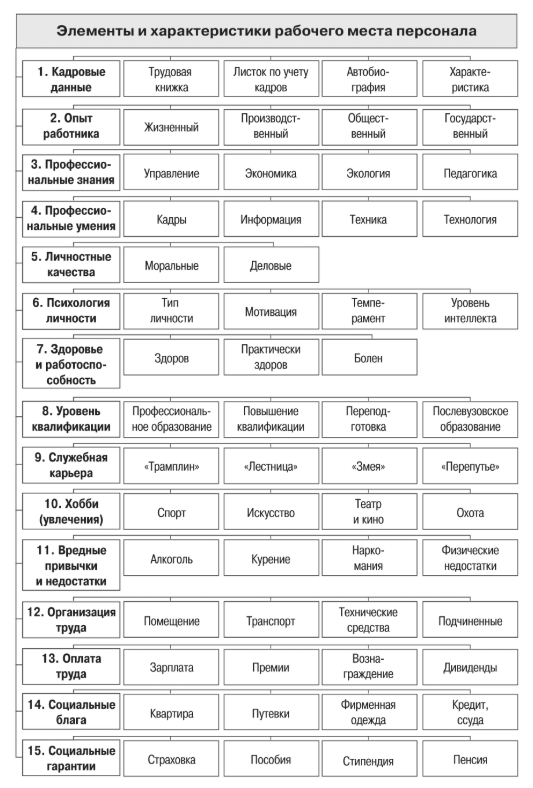 Элементы и характеристики рабочего места персонала
1. Кадровые
данные
Трудовая
книжка
Листок по учету
кадров
Автобио-
графия
Характе-
ристика
2. Опыт
работника
Жизненный
Производст-
венный
Общест-
венный
Государст-
венный
3. Профессио-
нальные знания
Управление
Экономика
Экология
Педагогика
4. Профессио-
нальные умения
Кадры
Информация
Техника
Технология
5. Личностные
качества
Моральные
Деловые
6. Психология
личности
Тип
личности
Мотивация
Темпе-
рамент
Уровень
интеллекта
7. Здоровье
и работоспо-
собность
Здоров
Практически
здоров
Болен
8. Уровень
квалификации
Профессиональ-
ное образование
Повышение
квалификации
Перепод-
готовка
Послевузовское
образование
9. Служебная
карьера
«Трамплин»
«Лестница»
«Змея»
«Перепутье»
10. Хобби
(увлечения)
Спорт
Искусство
Театр
и кино
Охота
11. Вредные
привычки
и недостатки
Алкоголь
Курение
Нарко-
мания
Физические
недостатки
12. Организация
труда
Помещение
Транспорт
Технические
средства
Подчиненные
13. Оплата
труда
Зарплата
Премии
Возна-
граждение
Дивиденды
14. Социальные
блага
Квартира
Путевки
Фирменная
одежда
Кредит,
ссуда
15. Социальные
гарантии
Страховка
Пособия
Стипендия
Пенсия